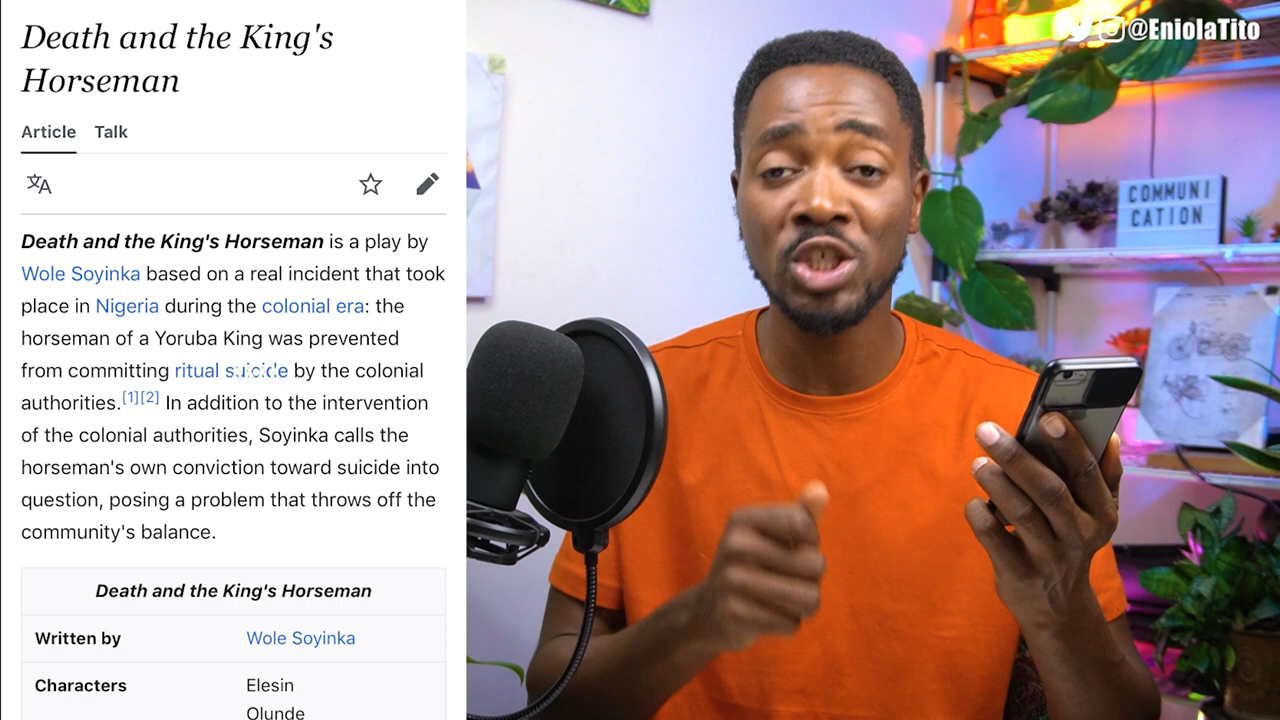 Death and the King's
Horseman
Article Talk
Death and the King's Horseman is a play by
Wole Soyinka based on a real incident that took
place in Nigeria during the colonial era: the
horseman of a Yoruba King was prevented
from committing ritual suicide by the colonial
authorities.[1][2] In addition to the intervention
of the colonial authorities, Soyinka calls the
horseman's own conviction toward suicide into
question, posing a problem that throws off the
community's balance.
Death and the King's Horseman
Written by Wole Soyinka
Characters Elesin
Olunde
@EniolaTito
COMMUNI
CATION